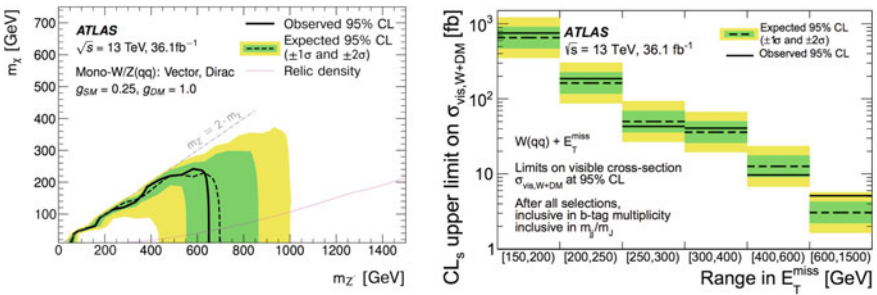 ATLAS
√s = 13 TeV, 36.1fb⁻¹
Mono-W/Z(qq): Vector, Dirac
g_SM = 0.25, g_DM = 1.0
Observed 95% CL
Expected 95% CL
(±1σ and ±2σ)
Relic density
m_Z' = 2·m_χ
m_χ [GeV]
700
600
500
400
300
200
100
0 200 400 600 800 1000 1200 1400
m_Z' [GeV]
CL_s upper limit on σ_vis,W+DM [fb]
10³
10²
10
1
ATLAS
√s = 13 TeV, 36.1 fb⁻¹
Expected 95% CL
(±1σ and ±2σ)
Observed 95% CL
W(qq) + E_T^miss
Limits on visible cross-section
σ_vis,W+DM at 95% CL
After all selections,
inclusive in b-tag multiplicity
inclusive in m_jj/m_J
[150,200) [200,250) [250,300) [300,400) [400,600) [600,1500)
Range in E_T^miss [GeV]